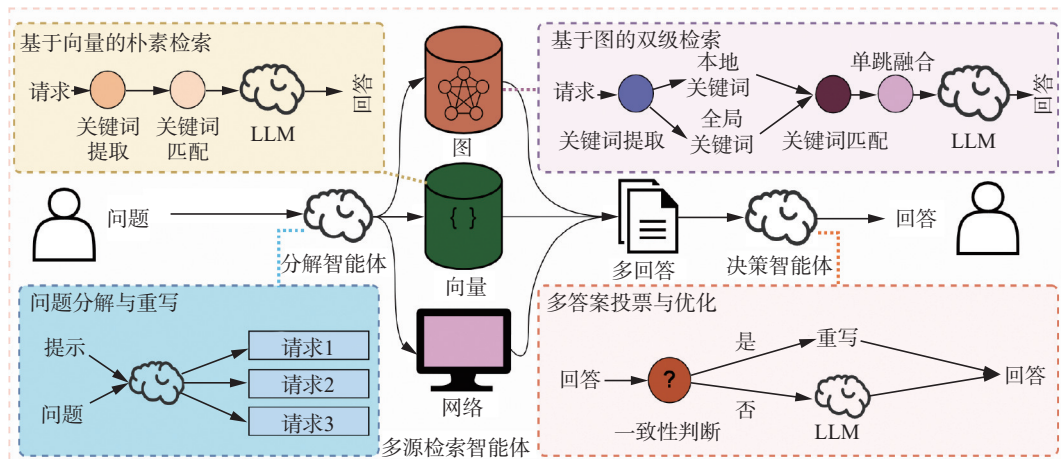 基于向量的朴素检索
请求
关键词
提取
关键词
匹配
LLM
回答
图
基于图的双级检索
请求
关键词提取
本地
关键词
全局
关键词
关键词匹配
单跳融合
LLM
回答
问题
分解智能体
{ }
向量
多回答
决策智能体
回答
问题分解与重写
提示
问题
请求1
请求2
请求3
网络
多源检索智能体
多答案投票与优化
回答
?
一致性判断
是
重写
否
LLM
回答